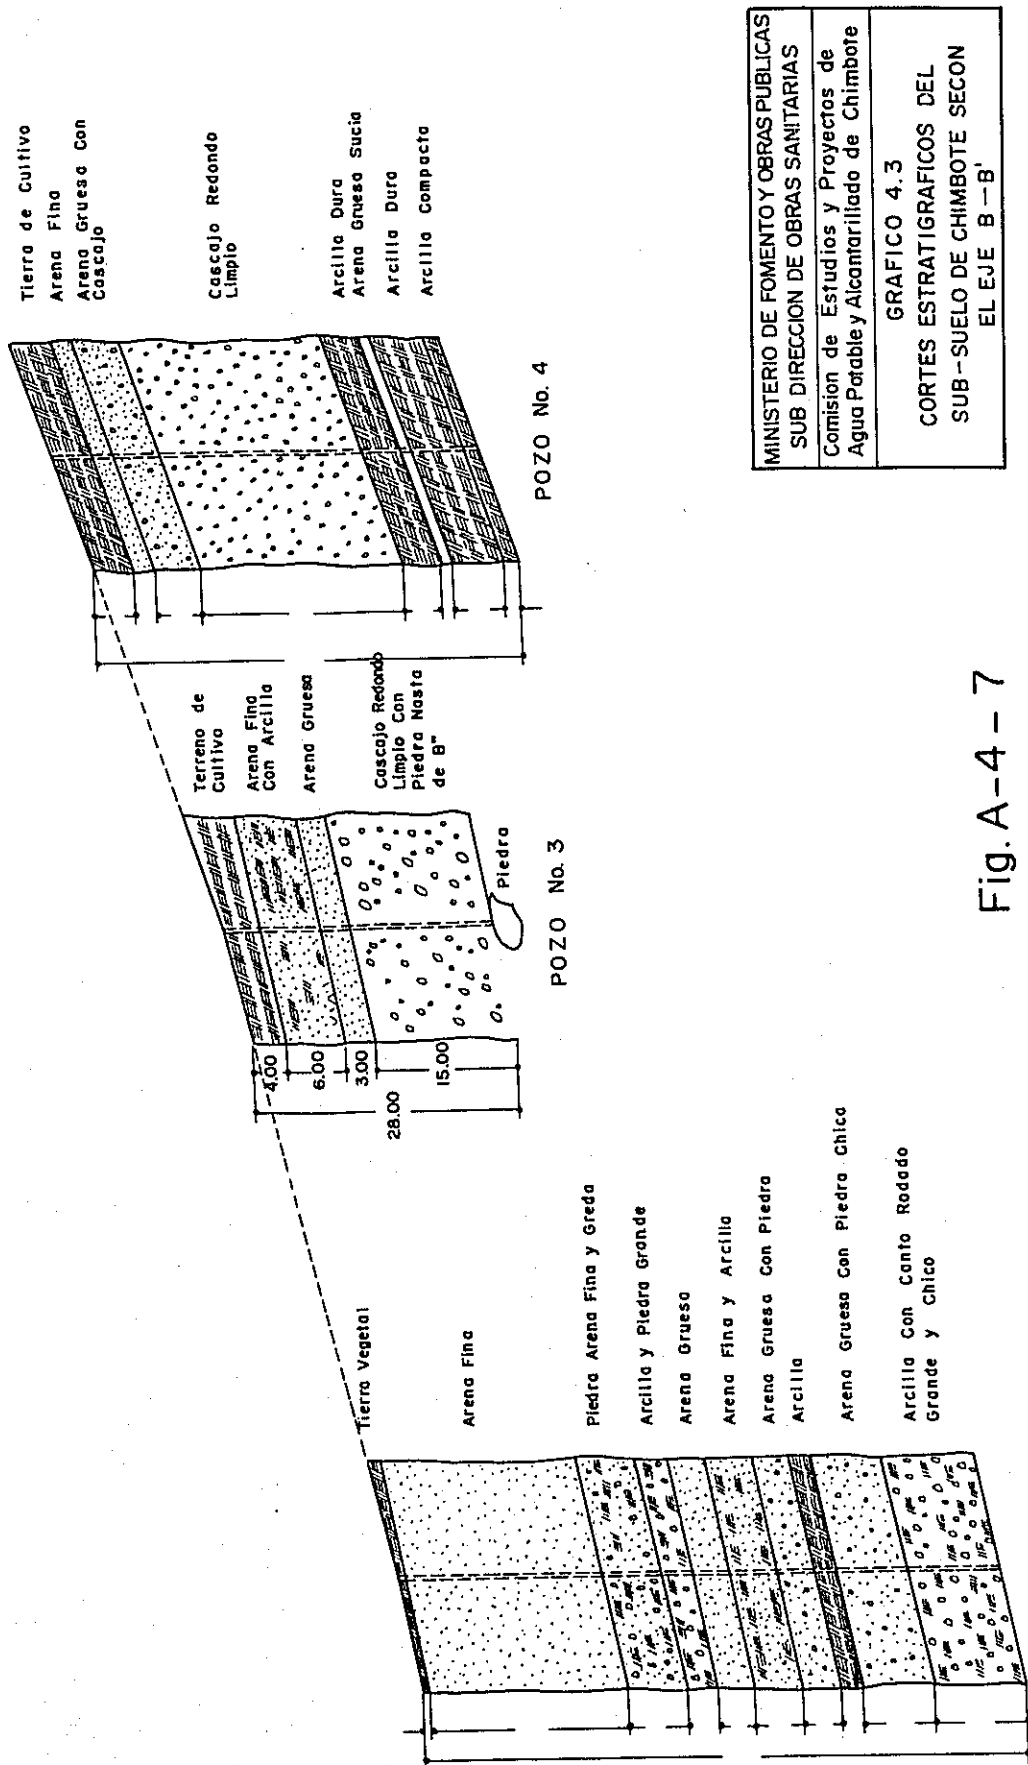 Tierra Vegetal
Arena Fina
Piedra Arena Fina y Greda
Arcilla y Piedra Grande
Arena Gruesa
Arena Fina y Arcilla
Arena Gruesa Con Piedra
Arcilla
Arena Gruesa Con Piedra Chica
Arcilla Con Canto Rodado
Grande y Chico
4.00
6.00
3.00
15.00
28.00
Terreno de
Cultivo
Arena Fina
Con Arcilla
Arena Gruesa
Cascajo Redondo
Limpio Con
Piedra Hasta
de 8"
Piedra
POZO No. 3
Tierra de Cultivo
Arena Fina
Arena Gruesa Con
Cascajo
Cascajo Redondo
Limpio
Arcilla Dura
Arena Gruesa Sucia
Arcilla Dura
Arcilla Compacta
POZO No. 4
MINISTERIO DE FOMENTO Y OBRAS PUBLICAS
SUB DIRECCION DE OBRAS SANITARIAS
Comision de Estudios y Proyectos de
Agua Potable y Alcantarillado de Chimbote
GRAFICO 4.3
CORTES ESTRATIGRAFICOS DEL
SUB-SUELO DE CHIMBOTE SECON
EL EJE B-B'
Fig. A-4-7